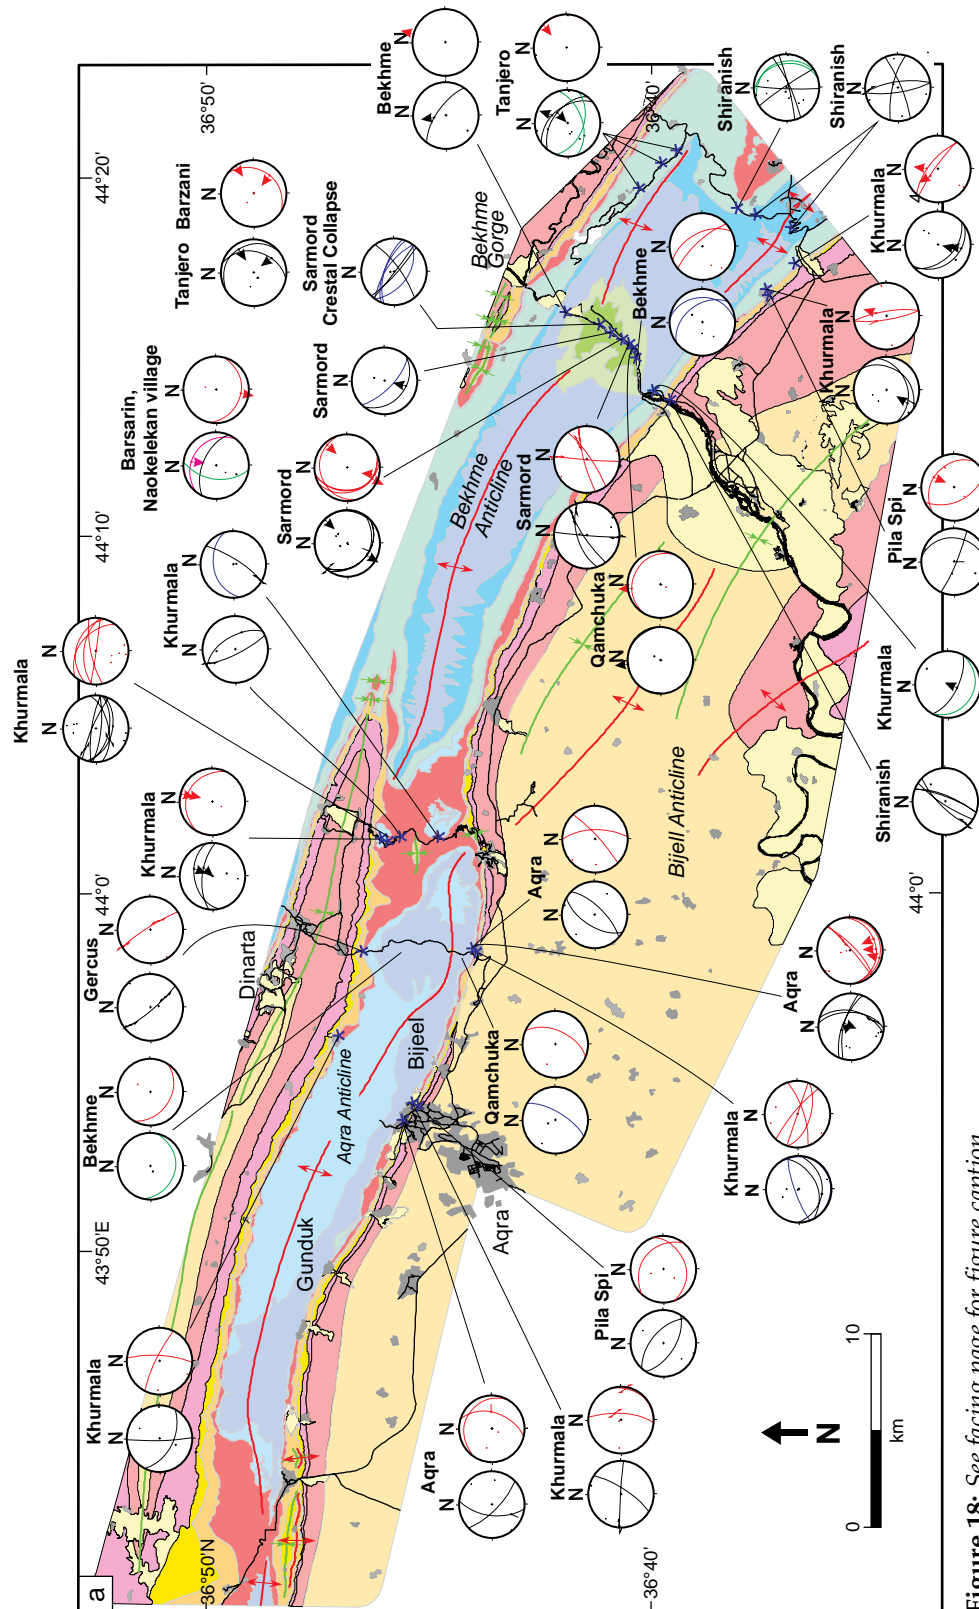 a
43°50'E
44°0'
44°10'
44°20'
36°50'N
36°50'
36°40'
36°40'
Khurmala
N
N
Bekhme
N
N
Gercus
N
N
Khurmala
N
N
Khurmala
N
N
Khurmala
N
N
Barsarin,
Naokelekan village
N
N
Tanjero Barzani
N
N
Sarmord
N
N
Sarmord
N
Sarmord
Crestal Collapse
N
Bekhme
N
N
Tanjero
N
N
Shiranish
N
Shiranish
N
Bekhme
Gorge
Dinarta
Gunduk
Aqra Anticline
Bijeel
Bekhme
Anticline
Aqra
Bijell Anticline
Sarmord
N
N
Bekhme
N
N
Qamchuka
N
N
Aqra
N
N
Qamchuka
N
N
Khurmala
N
N
Khurmala
N
N
Pila Spi
N
N
Khurmala
N
Shiranish
N
Aqra
N
N
Khurmala
N
N
Pila Spi
N
N
Aqra
N
N
Khurmala
N
N
N
0
10
km
Figure 18: See facing page for figure caption